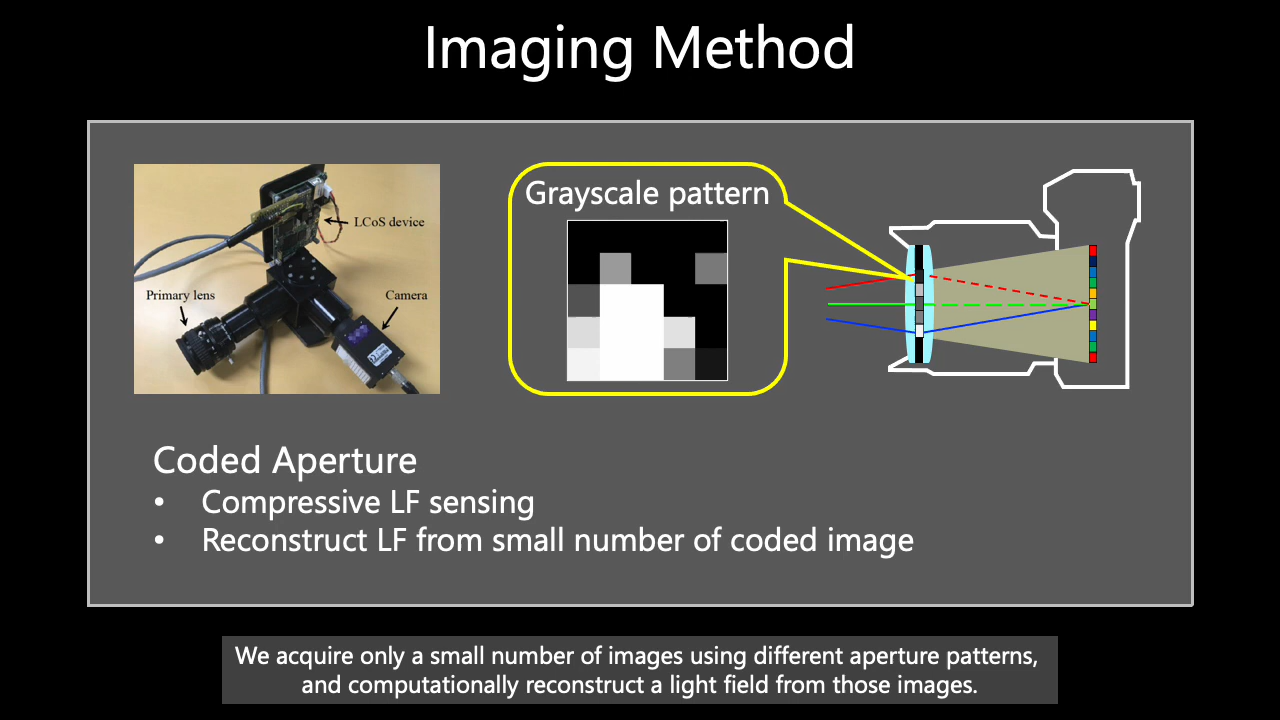 Imaging Method
LCoS device
Primary lens
Camera
Grayscale pattern
Coded Aperture
• Compressive LF sensing
• Reconstruct LF from small number of coded image
We acquire only a small number of images using different aperture patterns,
and computationally reconstruct a light field from those images.